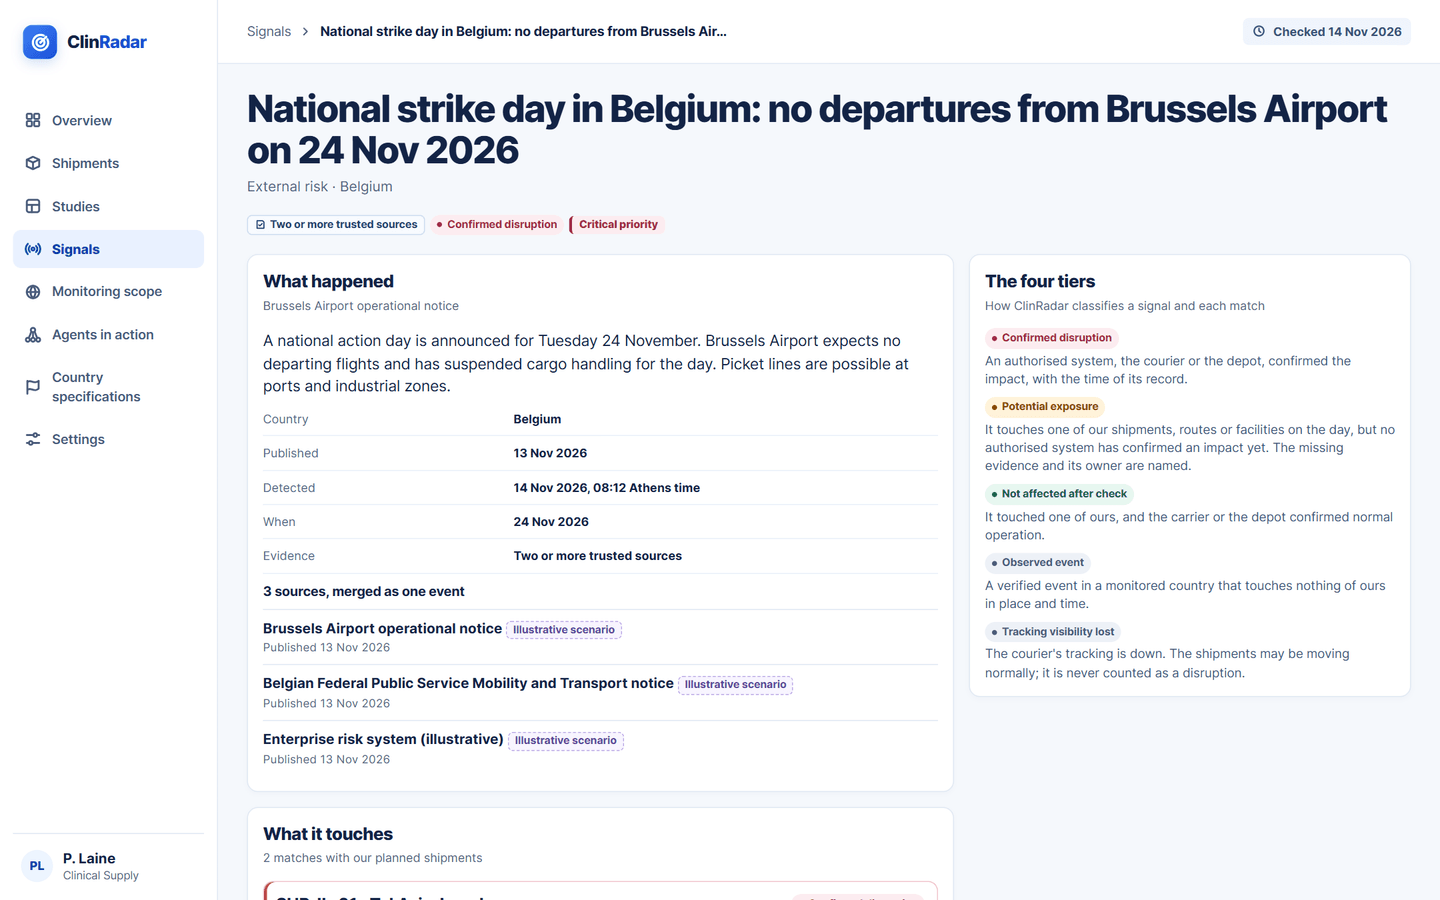 ClinRadar
Overview
Shipments
Studies
Signals
Monitoring scope
Agents in action
Country
specifications
Settings
PL
P. Laine
Clinical Supply
Signals > National strike day in Belgium: no departures from Brussels Air...
Checked 14 Nov 2026
National strike day in Belgium: no departures from Brussels Airport
on 24 Nov 2026
External risk · Belgium
Two or more trusted sources
Confirmed disruption
Critical priority
What happened
Brussels Airport operational notice
A national action day is announced for Tuesday 24 November. Brussels Airport expects no
departing flights and has suspended cargo handling for the day. Picket lines are possible at
ports and industrial zones.
Country Belgium
Published 13 Nov 2026
Detected 14 Nov 2026, 08:12 Athens time
When 24 Nov 2026
Evidence Two or more trusted sources
3 sources, merged as one event
Brussels Airport operational notice Illustrative scenario
Published 13 Nov 2026
Belgian Federal Public Service Mobility and Transport notice Illustrative scenario
Published 13 Nov 2026
Enterprise risk system (illustrative) Illustrative scenario
Published 13 Nov 2026
What it touches
2 matches with our planned shipments
The four tiers
How ClinRadar classifies a signal and each match
Confirmed disruption
An authorised system, the courier or the depot, confirmed the
impact, with the time of its record.
Potential exposure
It touches one of our shipments, routes or facilities on the day, but no
authorised system has confirmed an impact yet. The missing
evidence and its owner are named.
Not affected after check
It touched one of ours, and the carrier or the depot confirmed normal
operation.
Observed event
A verified event in a monitored country that touches nothing of ours
in place and time.
Tracking visibility lost
The courier's tracking is down. The shipments may be moving
normally; it is never counted as a disruption.